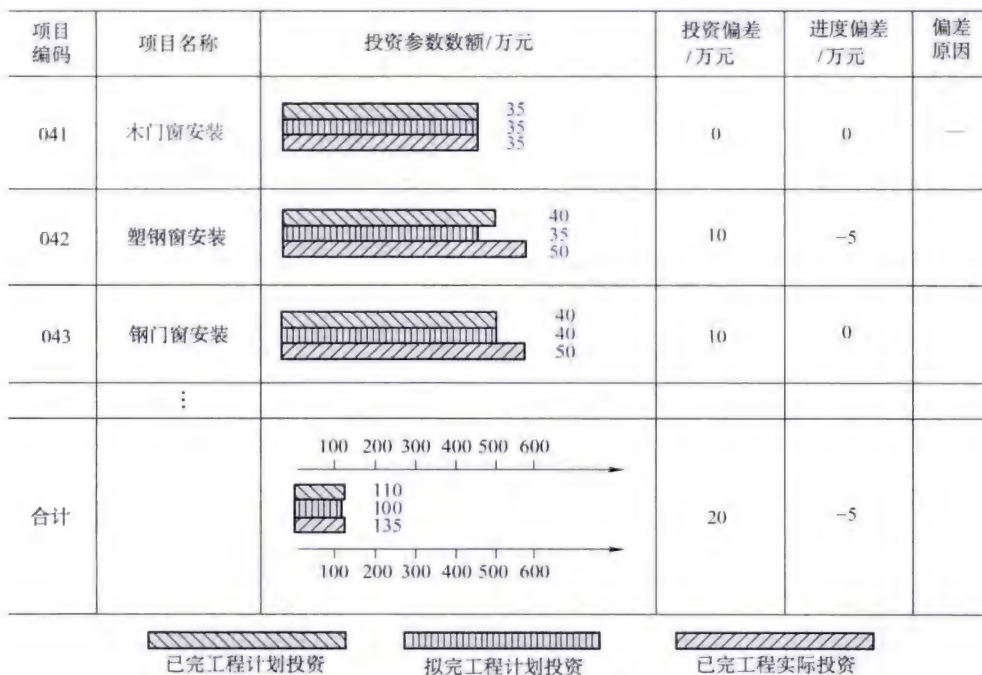 项目编码 项目名称 投资参数数额/万元 投资偏差/万元 进度偏差/万元 偏差原因
041 木门窗安装 35 0 0 —
35
35
042 塑钢窗安装 40 10 −5
35
50
043 钢门窗安装 40 10 0
40
50
⋮
100 200 300 400 500 600
合计 110 20 −5
100
135
100 200 300 400 500 600
已完工程计划投资 拟完工程计划投资 已完工程实际投资